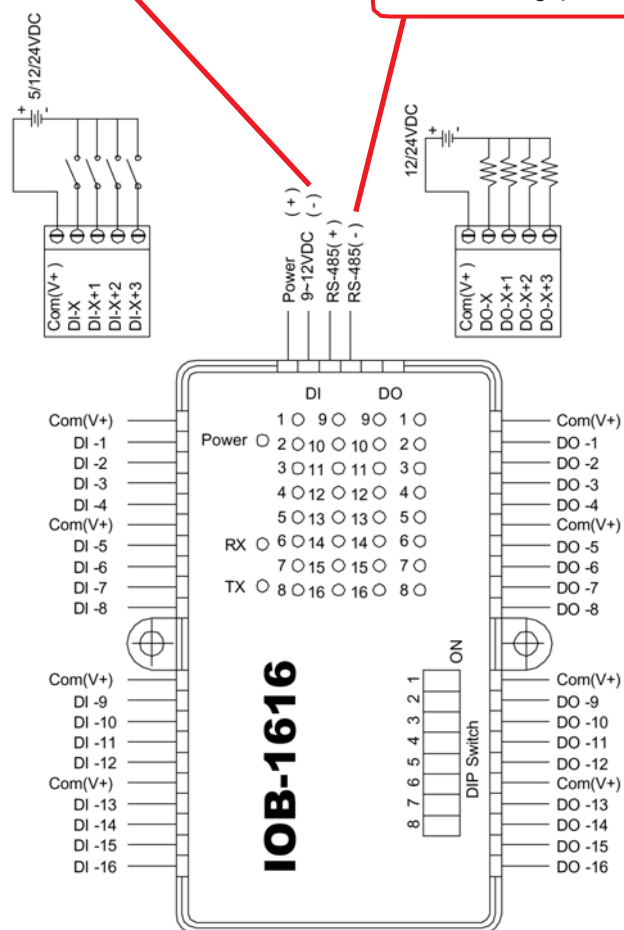 5/12/24VDC
+
-
Com(V+)
DI-X
DI-X+1
DI-X+2
DI-X+3
Power (+)
9~12VDC (-)
RS-485(+)
RS-485(-)
12/24VDC
+
-
Com(V+)
DO-X
DO-X+1
DO-X+2
DO-X+3
DI DO
1 9 9 1
Power 2 10 10 2
3 11 11 3
4 12 12 4
5 13 13 5
RX 6 14 14 6
7 15 15 7
TX 8 16 16 8
Com(V+)
DI -1
DI -2
DI -3
DI -4
Com(V+)
DI -5
DI -6
DI -7
DI -8
Com(V+)
DI -9
DI -10
DI -11
DI -12
Com(V+)
DI -13
DI -14
DI -15
DI -16
IOB-1616
ON
1
2
3
4
5
6
7
8
DIP Switch
Com(V+)
DO -1
DO -2
DO -3
DO -4
Com(V+)
DO -5
DO -6
DO -7
DO -8
Com(V+)
DO -9
DO -10
DO -11
DO -12
Com(V+)
DO -13
DO -14
DO -15
DO -16